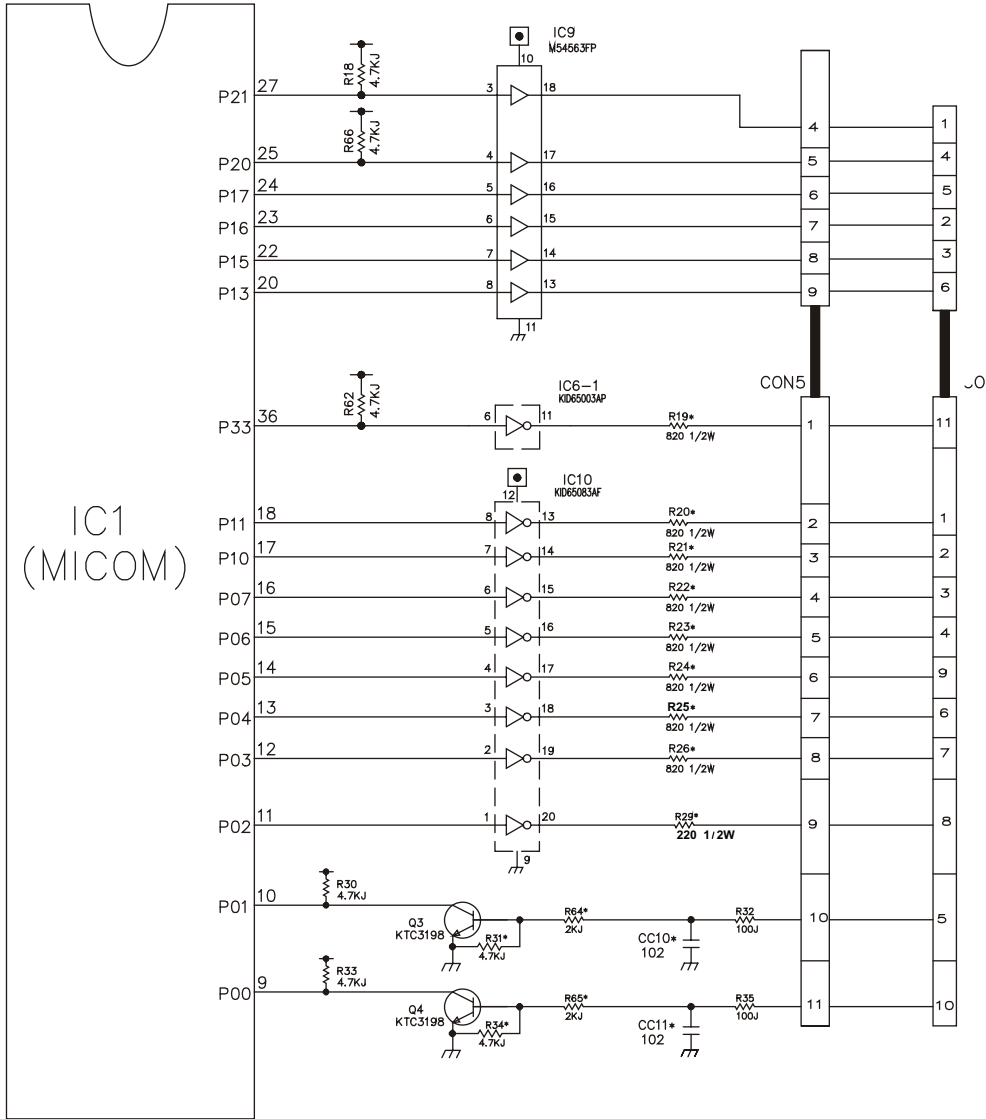 IC9
M54563FP
10
R18
4.7KJ
P21 27 3 18 4 1
R66
4.7KJ
P20 25 4 17 5 4
P17 24 5 16 6 5
P16 23 6 15 7 2
P15 22 7 14 8 3
P13 20 8 13 9 6
11
CON5
IC6-1
KID65003AP
R62
4.7KJ
P33 36 6 11 R19* 1 11
820 1/2W
IC10
KID65083AF
12
IC1
(MICOM)
P11 18 8 13 R20* 2 1
820 1/2W
P10 17 7 14 R21* 3 2
820 1/2W
P07 16 6 15 R22* 4 3
820 1/2W
P06 15 5 16 R23* 5 4
820 1/2W
P05 14 4 17 R24* 6 9
820 1/2W
P04 13 3 18 R25* 7 6
820 1/2W
P03 12 2 19 R26* 8 7
820 1/2W
P02 11 1 20 R29* 9 8
220 1/2W
9
R30
4.7KJ
P01 10 R64* R32 10 5
2KJ 100J
Q3
KTC3198
R31*
4.7KJ
CC10*
102
R33
4.7KJ
P00 9 R65* R35 11 10
2KJ 100J
Q4
KTC3198
R34*
4.7KJ
CC11*
102